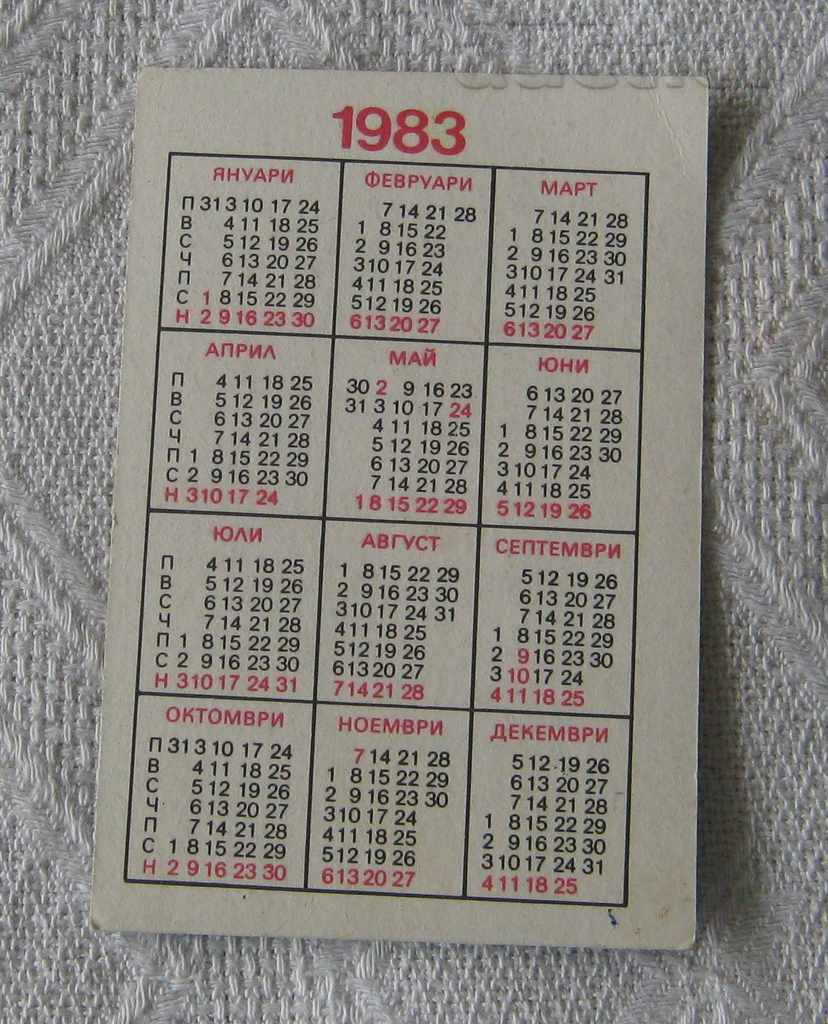 1983
ЯНУАРИ
П 31 3 10 17 24
В 4 11 18 25
С 5 12 19 26
Ч 6 13 20 27
П 7 14 21 28
С 1 8 15 22 29
Н 2 9 16 23 30
ФЕВРУАРИ
7 14 21 28
1 8 15 22
2 9 16 23
3 10 17 24
4 11 18 25
5 12 19 26
6 13 20 27
МАРТ
7 14 21 28
1 8 15 22 29
2 9 16 23 30
3 10 17 24 31
4 11 18 25
5 12 19 26
6 13 20 27
АПРИЛ
П 4 11 18 25
В 5 12 19 26
С 6 13 20 27
Ч 7 14 21 28
П 1 8 15 22 29
С 2 9 16 23 30
Н 3 10 17 24
МАЙ
30 2 9 16 23
31 3 10 17 24
4 11 18 25
5 12 19 26
6 13 20 27
7 14 21 28
1 8 15 22 29
ЮНИ
6 13 20 27
7 14 21 28
1 8 15 22 29
2 9 16 23 30
3 10 17 24
4 11 18 25
5 12 19 26
ЮЛИ
П 4 11 18 25
В 5 12 19 26
С 6 13 20 27
Ч 7 14 21 28
П 1 8 15 22 29
С 2 9 16 23 30
Н 3 10 17 24 31
АВГУСТ
1 8 15 22 29
2 9 16 23 30
3 10 17 24 31
4 11 18 25
5 12 19 26
6 13 20 27
7 14 21 28
СЕПТЕМВРИ
5 12 19 26
6 13 20 27
7 14 21 28
1 8 15 22 29
2 9 16 23 30
3 10 17 24
4 11 18 25
ОКТОМВРИ
П 31 3 10 17 24
В 4 11 18 25
С 5 12 19 26
Ч 6 13 20 27
П 7 14 21 28
С 1 8 15 22 29
Н 2 9 16 23 30
НОЕМВРИ
7 14 21 28
1 8 15 22 29
2 9 16 23 30
3 10 17 24
4 11 18 25
5 12 19 26
6 13 20 27
ДЕКЕМВРИ
5 12 19 26
6 13 20 27
7 14 21 28
1 8 15 22 29
2 9 16 23 30
3 10 17 24 31
4 11 18 25